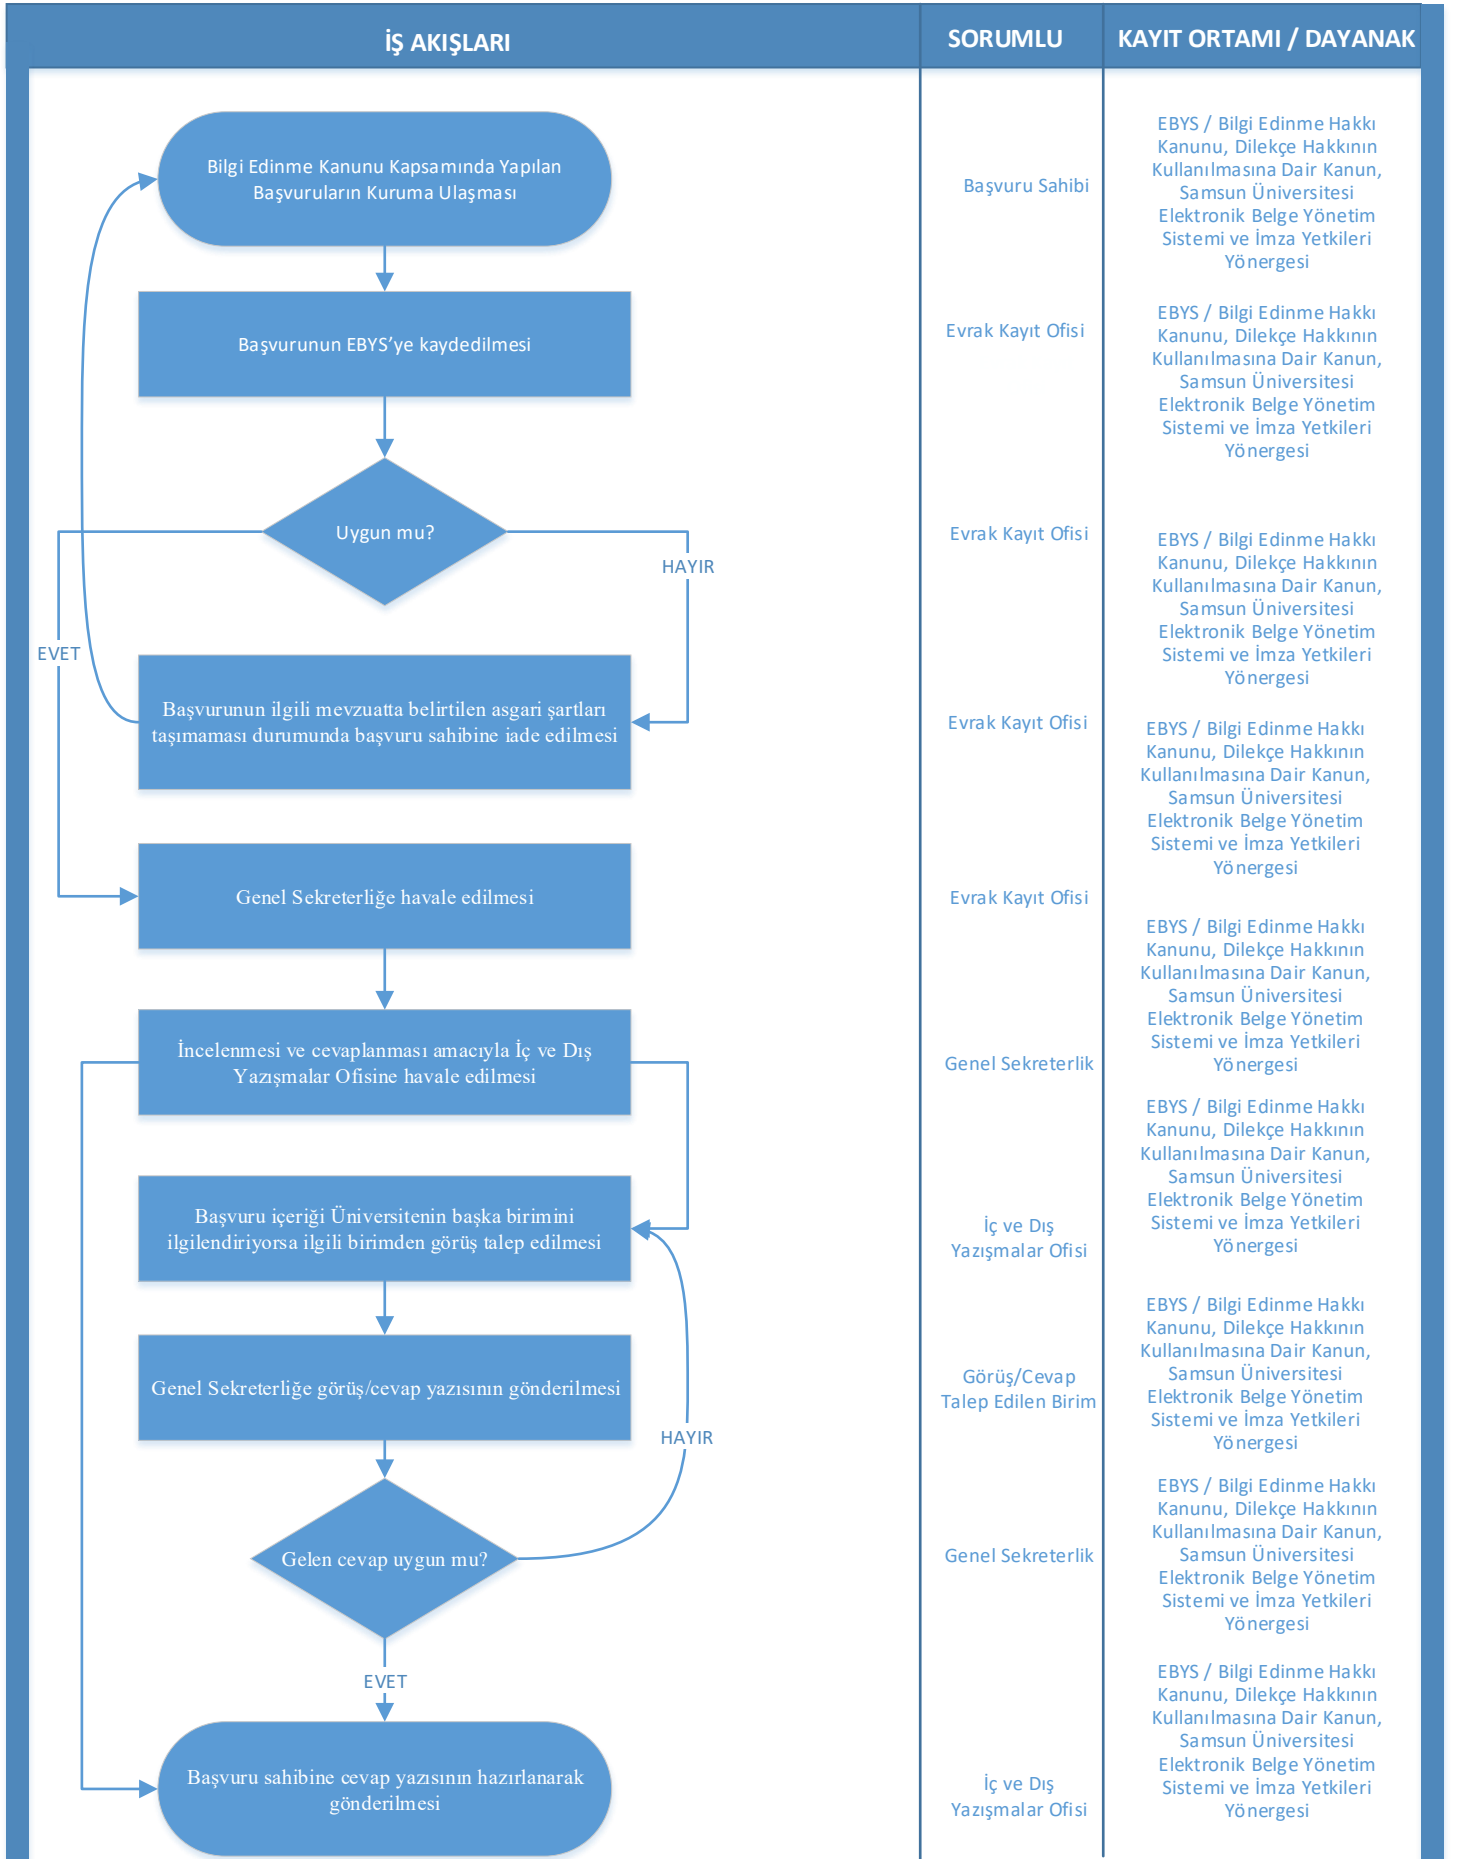 İŞ AKIŞLARI
SORUMLU
KAYIT ORTAMI / DAYANAK
Bilgi Edinme Kanunu Kapsamında Yapılan
Başvuruların Kuruma Ulaşması
Başvuru Sahibi
EBYS / Bilgi Edinme Hakkı
Kanunu, Dilekçe Hakkının
Kullanılmasına Dair Kanun,
Samsun Üniversitesi
Elektronik Belge Yönetim
Sistemi ve İmza Yetkileri
Yönergesi
Başvurunun EBYS'ye kaydedilmesi
Evrak Kayıt Ofisi
EBYS / Bilgi Edinme Hakkı
Kanunu, Dilekçe Hakkının
Kullanılmasına Dair Kanun,
Samsun Üniversitesi
Elektronik Belge Yönetim
Sistemi ve İmza Yetkileri
Yönergesi
Uygun mu?
HAYIR
EVET
Evrak Kayıt Ofisi
EBYS / Bilgi Edinme Hakkı
Kanunu, Dilekçe Hakkının
Kullanılmasına Dair Kanun,
Samsun Üniversitesi
Elektronik Belge Yönetim
Sistemi ve İmza Yetkileri
Yönergesi
Başvurunun ilgili mevzuatta belirtilen asgari şartları
taşımaması durumunda başvuru sahibine iade edilmesi
Evrak Kayıt Ofisi
EBYS / Bilgi Edinme Hakkı
Kanunu, Dilekçe Hakkının
Kullanılmasına Dair Kanun,
Samsun Üniversitesi
Elektronik Belge Yönetim
Sistemi ve İmza Yetkileri
Yönergesi
Genel Sekreterliğe havale edilmesi
Evrak Kayıt Ofisi
EBYS / Bilgi Edinme Hakkı
Kanunu, Dilekçe Hakkının
Kullanılmasına Dair Kanun,
Samsun Üniversitesi
Elektronik Belge Yönetim
Sistemi ve İmza Yetkileri
Yönergesi
İncelenmesi ve cevaplanması amacıyla İç ve Dış
Yazışmalar Ofisine havale edilmesi
Genel Sekreterlik
EBYS / Bilgi Edinme Hakkı
Kanunu, Dilekçe Hakkının
Kullanılmasına Dair Kanun,
Samsun Üniversitesi
Elektronik Belge Yönetim
Sistemi ve İmza Yetkileri
Yönergesi
Başvuru içeriği Üniversitenin başka birimini
ilgilendiriyorsa ilgili birimden görüş talep edilmesi
İç ve Dış
Yazışmalar Ofisi
EBYS / Bilgi Edinme Hakkı
Kanunu, Dilekçe Hakkının
Kullanılmasına Dair Kanun,
Samsun Üniversitesi
Elektronik Belge Yönetim
Sistemi ve İmza Yetkileri
Yönergesi
Genel Sekreterliğe görüş/cevap yazısının gönderilmesi
Görüş/Cevap
Talep Edilen Birim
HAYIR
EBYS / Bilgi Edinme Hakkı
Kanunu, Dilekçe Hakkının
Kullanılmasına Dair Kanun,
Samsun Üniversitesi
Elektronik Belge Yönetim
Sistemi ve İmza Yetkileri
Yönergesi
Gelen cevap uygun mu?
Genel Sekreterlik
EVET
EBYS / Bilgi Edinme Hakkı
Kanunu, Dilekçe Hakkının
Kullanılmasına Dair Kanun,
Samsun Üniversitesi
Elektronik Belge Yönetim
Sistemi ve İmza Yetkileri
Yönergesi
Başvuru sahibine cevap yazısının hazırlanarak
gönderilmesi
İç ve Dış
Yazışmalar Ofisi